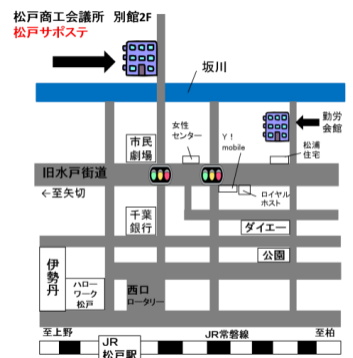 松戸商工会議所 別館2F
松戸サポステ
坂川
勤労
会館
女性
センター
Y!
mobile
松浦
住宅
市民
劇場
旧水戸街道
←至矢切
ロイヤル
ホスト
千葉
銀行
ダイエー
公園
伊勢丹
ハロー
ワーク
松戸
西口
ロータリー
至上野
JR常磐線
至柏
JR
松戸駅